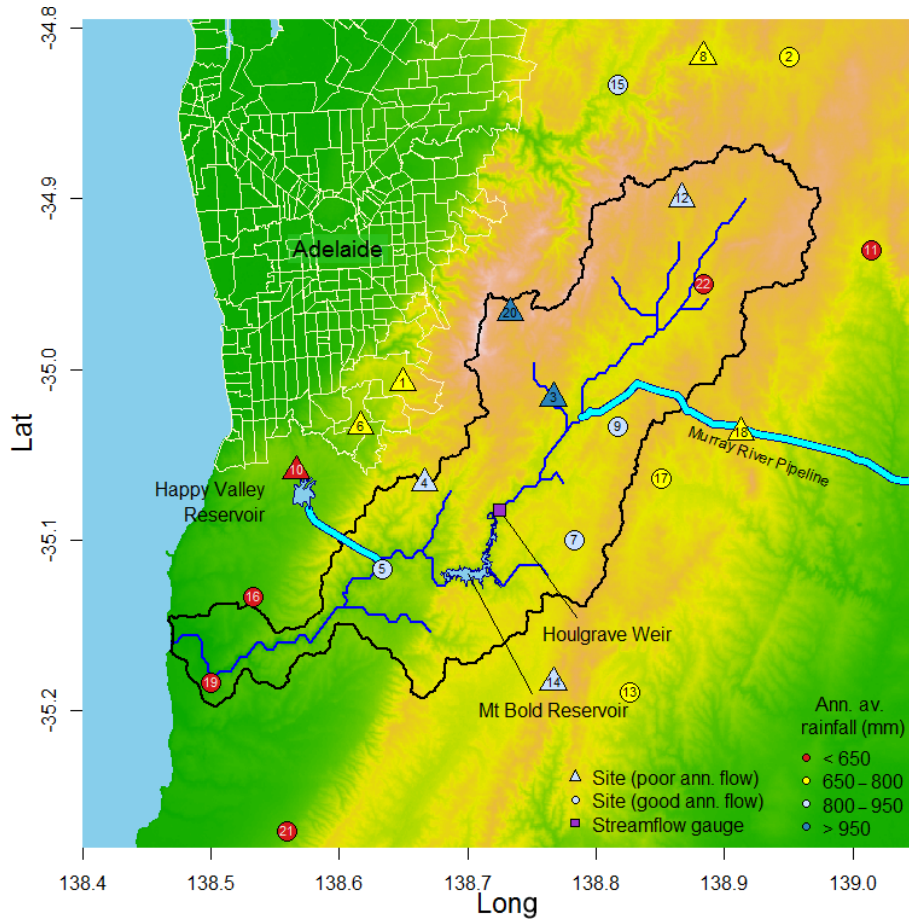 -34.8
-34.9
-35.0
-35.1
-35.2
Lat
8
2
15
12
11
Adelaide
22
20
1
3
6
9
18
Murray River Pipeline
10
4
17
Happy Valley
Reservoir
7
5
16
Houlgrave Weir
19
14
13
Mt Bold Reservoir
21
Ann. av.
rainfall (mm)
< 650
650 – 800
800 – 950
> 950
Site (poor ann. flow)
Site (good ann. flow)
Streamflow gauge
138.4 138.5 138.6 138.7 138.8 138.9 139.0
Long